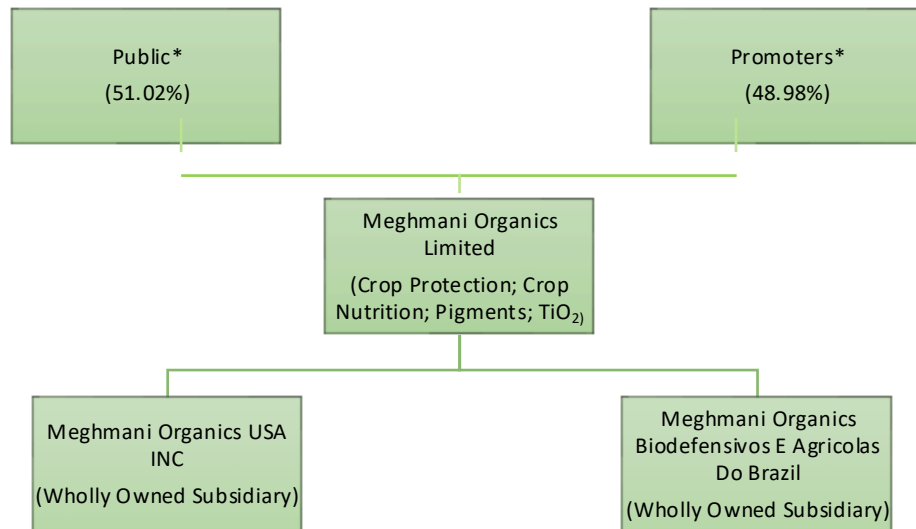 Public*
(51.02%)
Promoters*
(48.98%)
Meghmani Organics
Limited
(Crop Protection; Crop
Nutrition; Pigments; TiO₂₎
Meghmani Organics USA
INC
(Wholly Owned Subsidiary)
Meghmani Organics
Biodefensivos E Agricolas
Do Brazil
(Wholly Owned Subsidiary)